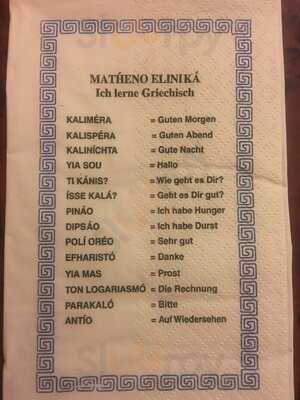 MATHENO ELINIKÁ
Ich lerne Griechisch
KALIMÉRA = Guten Morgen
KALISPÉRA = Guten Abend
KALINÍCHTA = Gute Nacht
YIA SOU = Hallo
TI KÁNIS? = Wie geht es Dir?
ÍSSE KALÁ? = Geht es Dir gut?
PINÁO = Ich habe Hunger
DIPSÁO = Ich habe Durst
POLÍ ORÉO = Sehr gut
EFHARISTÓ = Danke
YIA MAS = Prost
TON LOGARIASMÓ = Die Rechnung
PARAKALÓ = Bitte
ANTÍO = Auf Wiedersehen